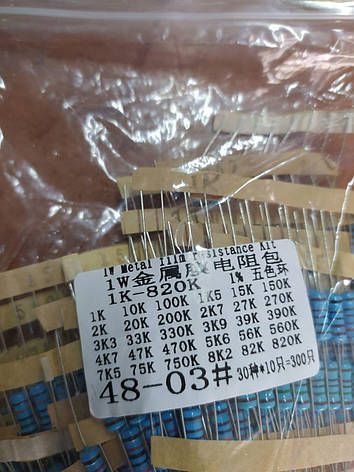 1W Metal film Resistance Kit
1W金属膜电阻包
1K-820K 1% 五色环
1K 10K 100K 1K5 15K 150K
2K 20K 200K 2K7 27K 270K
3K3 33K 330K 3K9 39K 390K
4K7 47K 470K 5K6 56K 560K
7K5 75K 750K 8K2 82K 820K
48-03# 30种*10只=300只